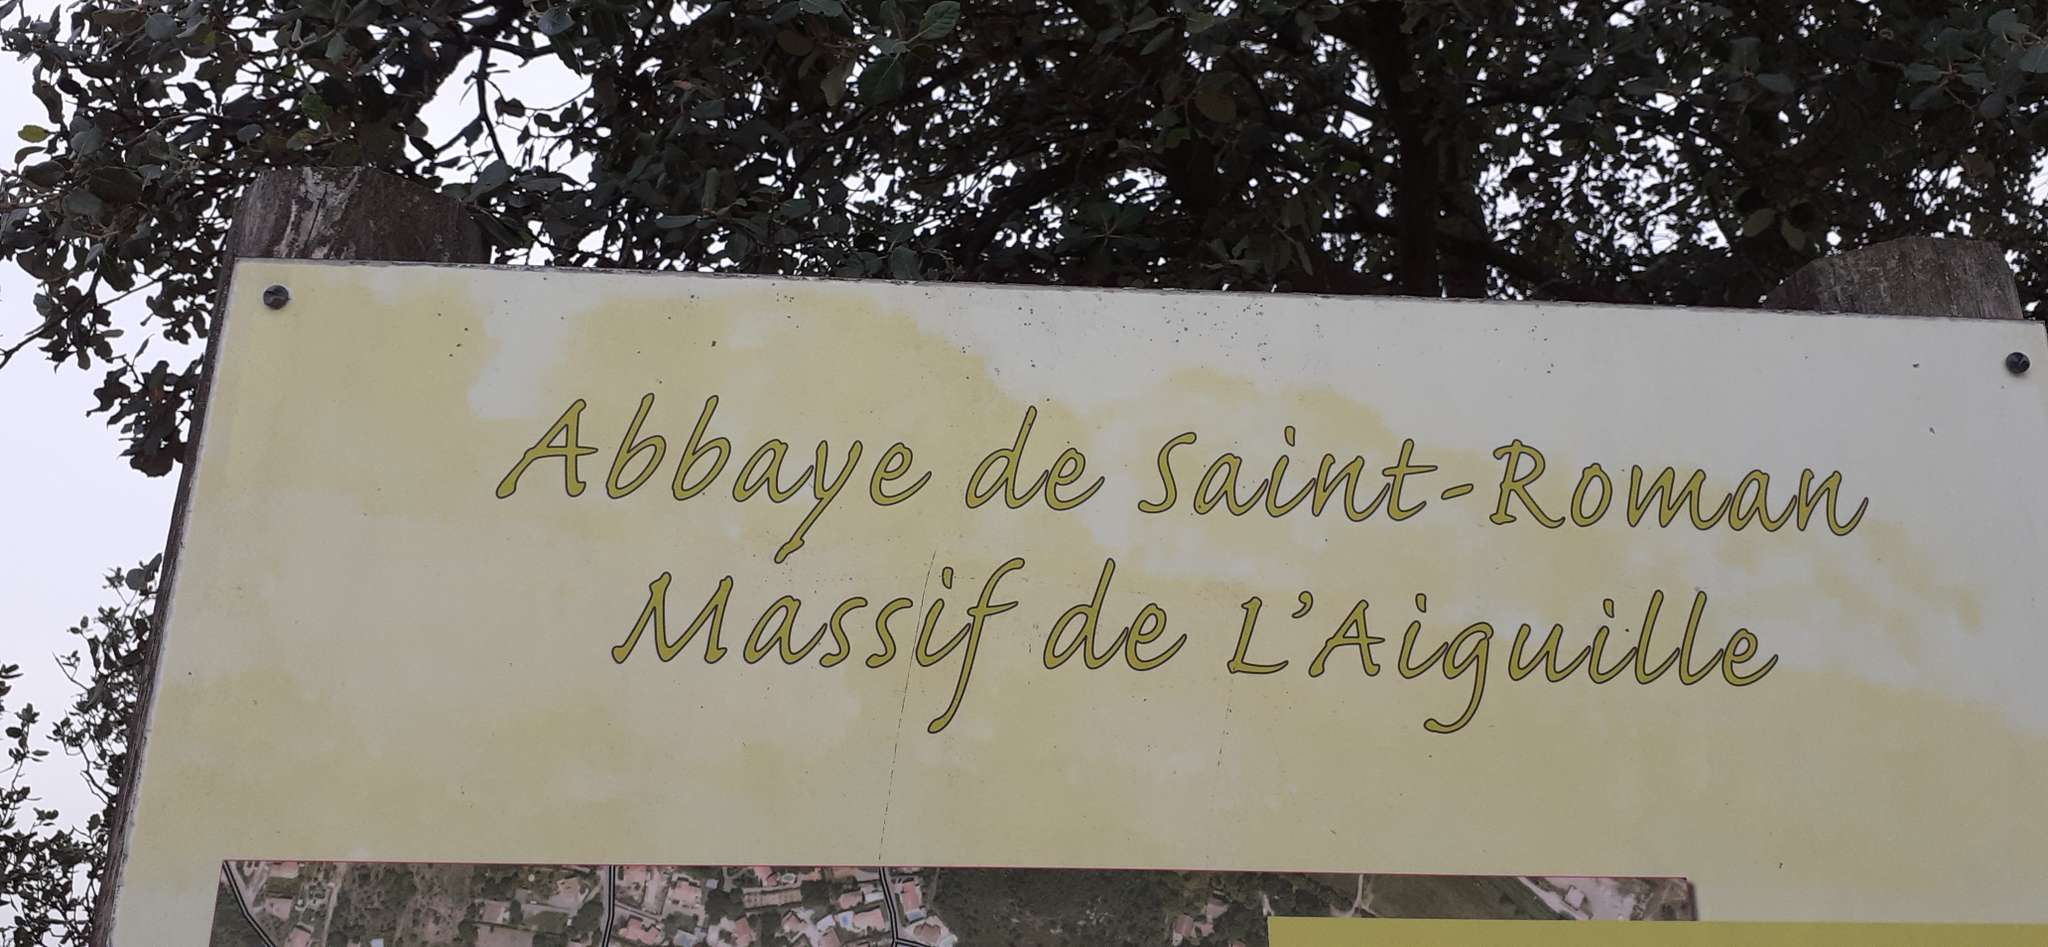 Abbaye de Saint-Roman
Massif de L'Aiguille